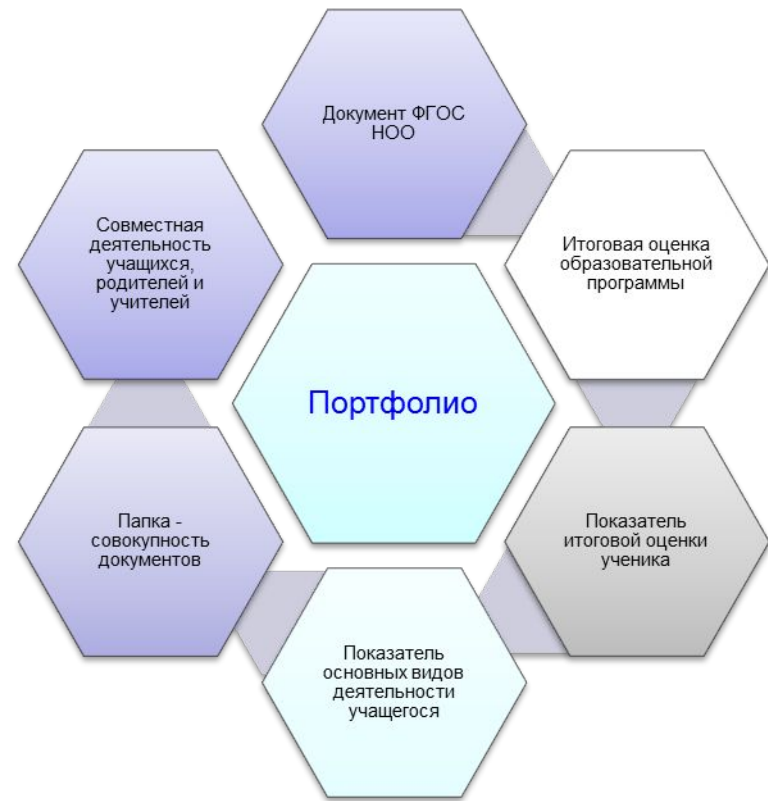 Документ ФГОС
НОО
Совместная
деятельность
учащихся,
родителей и
учителей
Итоговая оценка
образовательной
программы
Портфолио
Папка -
совокупность
документов
Показатель
итоговой оценки
ученика
Показатель
основных видов
деятельности
учащегося